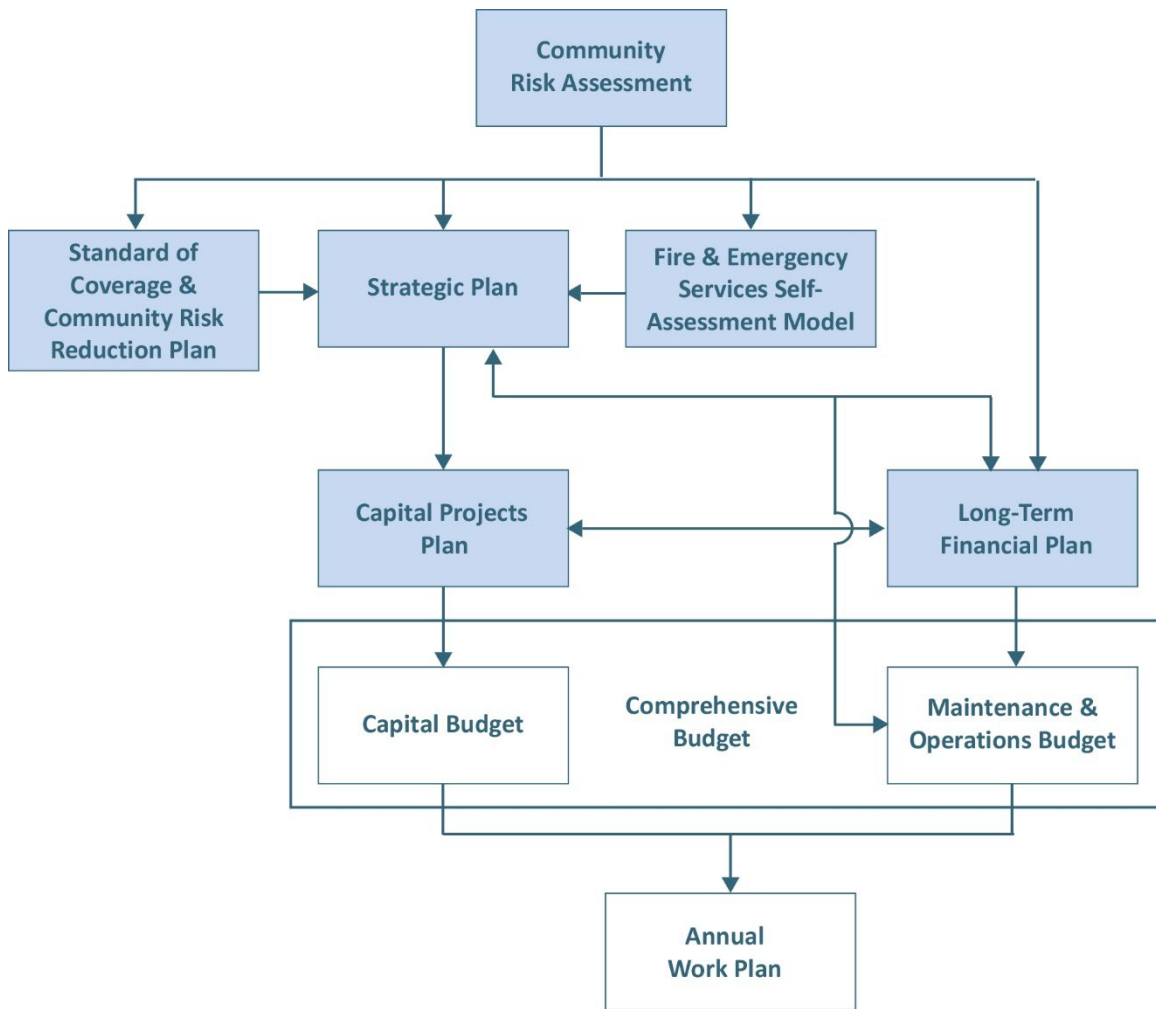 Community
Risk Assessment
Standard of
Coverage &
Community Risk
Reduction Plan
Strategic Plan
Fire & Emergency
Services Self-
Assessment Model
Capital Projects
Plan
Long-Term
Financial Plan
Capital Budget
Comprehensive
Budget
Maintenance &
Operations Budget
Annual
Work Plan